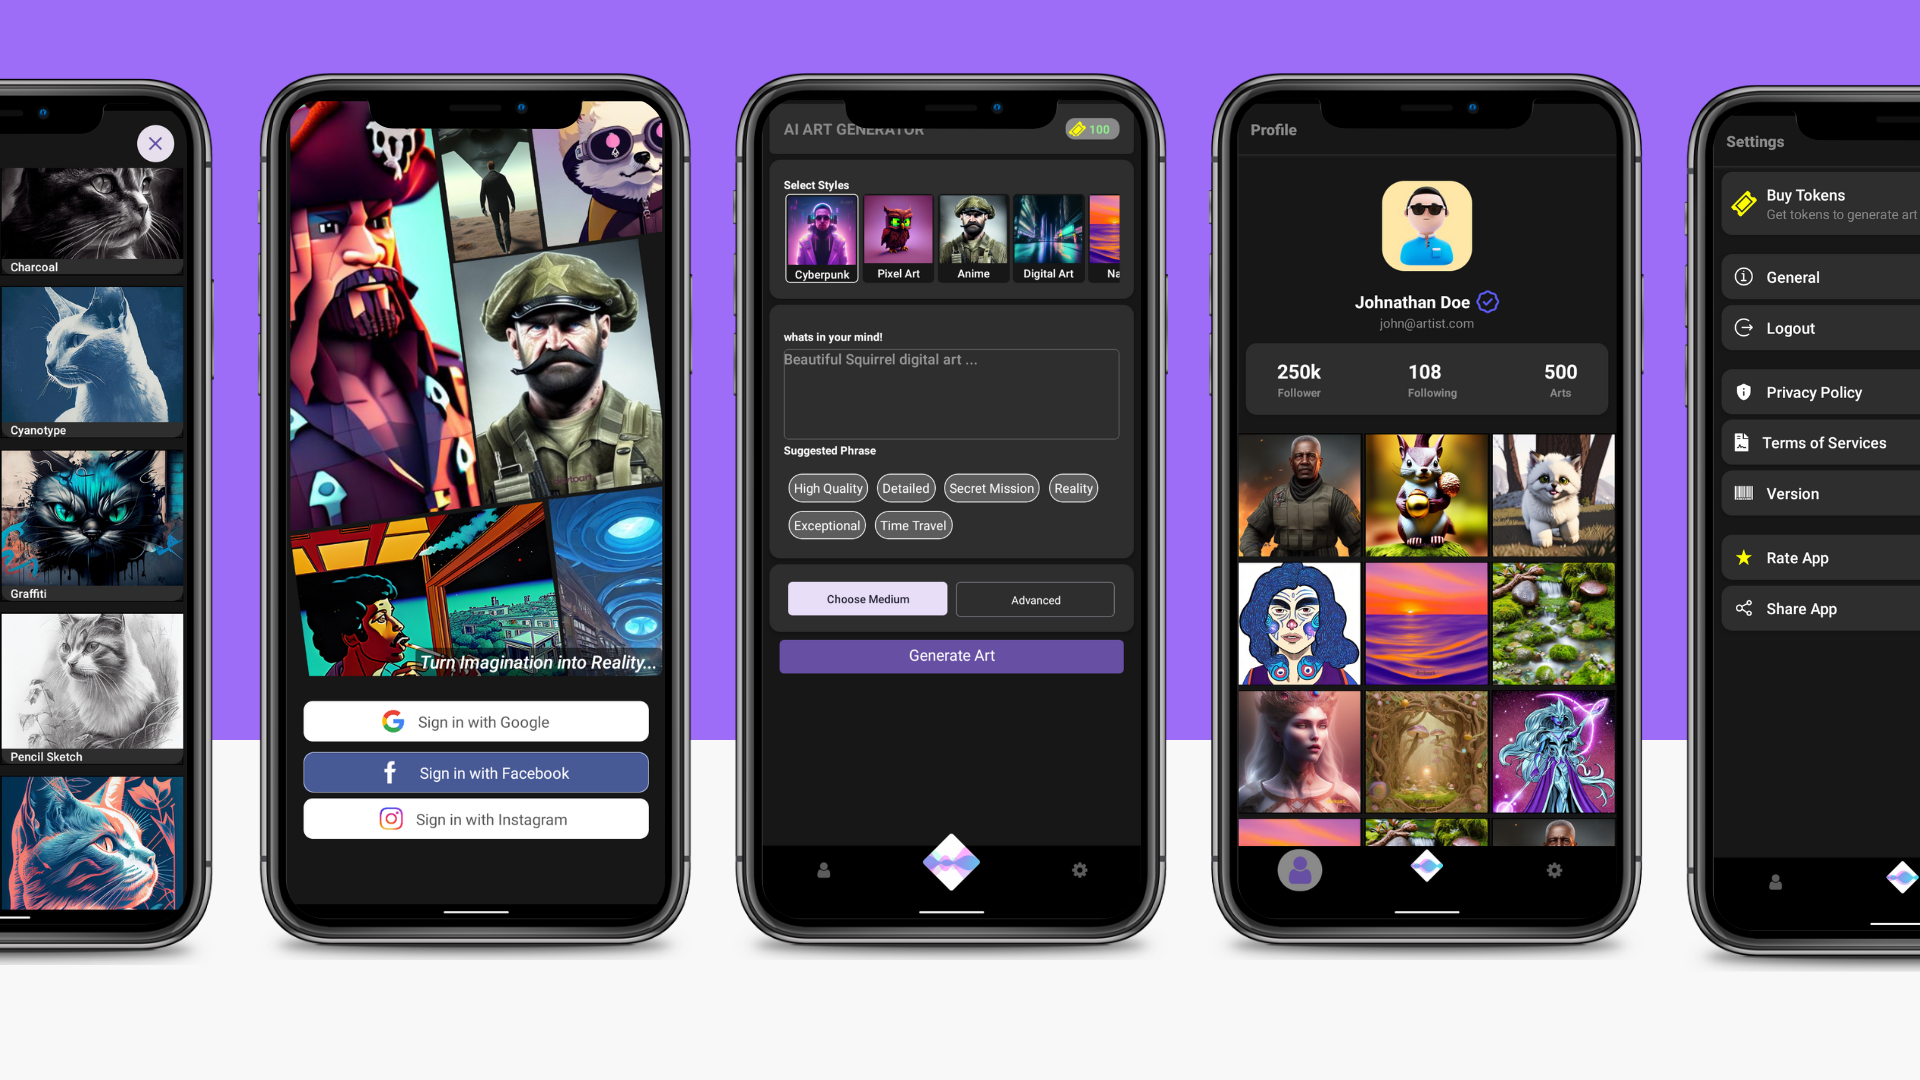 Charcoal
Cyanotype
Graffiti
Pencil Sketch
Turn Imagination into Reality...
Sign in with Google
Sign in with Facebook
Sign in with Instagram
AI ART GENERATOR
100
Select Styles
Cyberpunk
Pixel Art
Anime
Digital Art
Na
whats in your mind!
Beautiful Squirrel digital art ...
Suggested Phrase
High Quality
Detailed
Secret Mission
Reality
Exceptional
Time Travel
Choose Medium
Advanced
Generate Art
Profile
Johnathan Doe
john@artist.com
250k
108
500
Follower
Following
Arts
Settings
Buy Tokens
Get tokens to generate art
General
Logout
Privacy Policy
Terms of Services
Version
Rate App
Share App